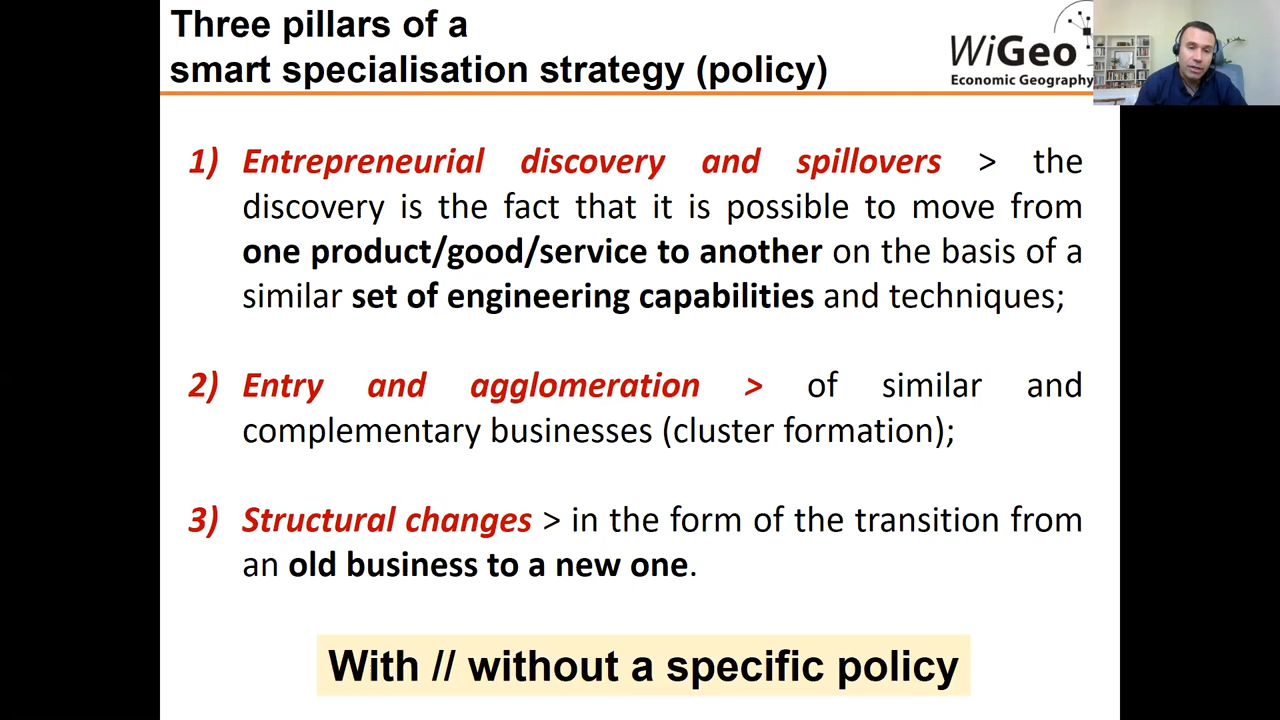 Three pillars of a
smart specialisation strategy (policy)
WiGeo
Economic Geography
1) Entrepreneurial discovery and spillovers > the
discovery is the fact that it is possible to move from
one product/good/service to another on the basis of a
similar set of engineering capabilities and techniques;
2) Entry and agglomeration > of similar and
complementary businesses (cluster formation);
3) Structural changes > in the form of the transition from
an old business to a new one.
With // without a specific policy